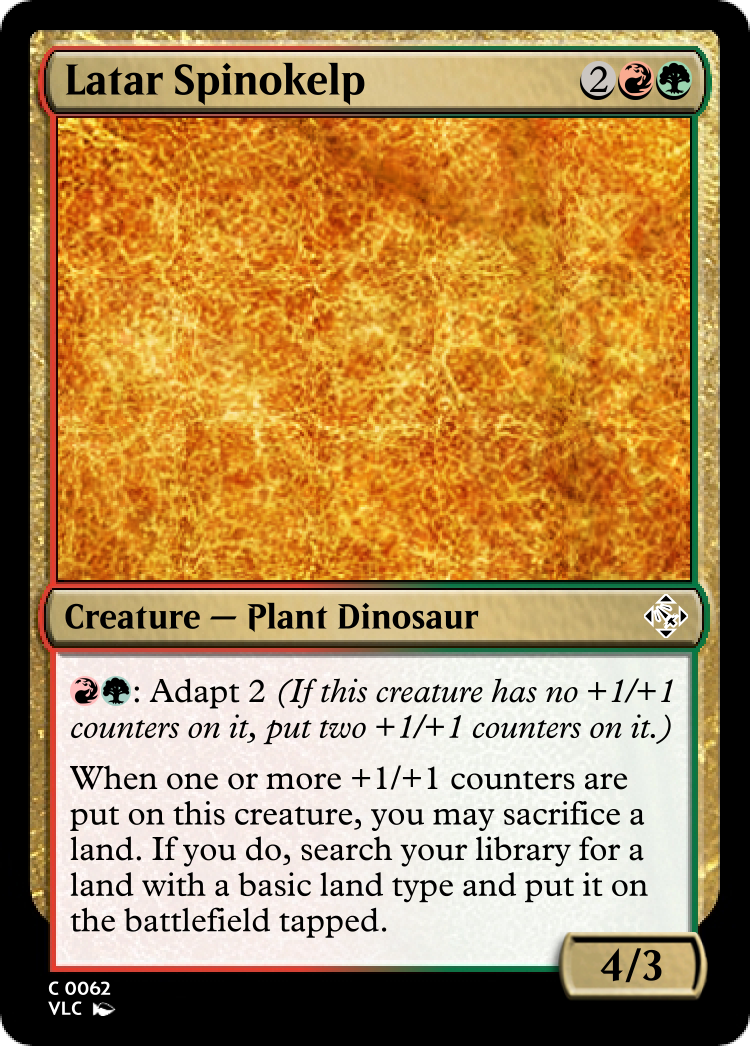 Latar Spinokelp 2
Creature — Plant Dinosaur
: Adapt 2 (If this creature has no +1/+1
counters on it, put two +1/+1 counters on it.)
When one or more +1/+1 counters are
put on this creature, you may sacrifice a
land. If you do, search your library for a
land with a basic land type and put it on
the battlefield tapped.
4/3
C 0062
VLC